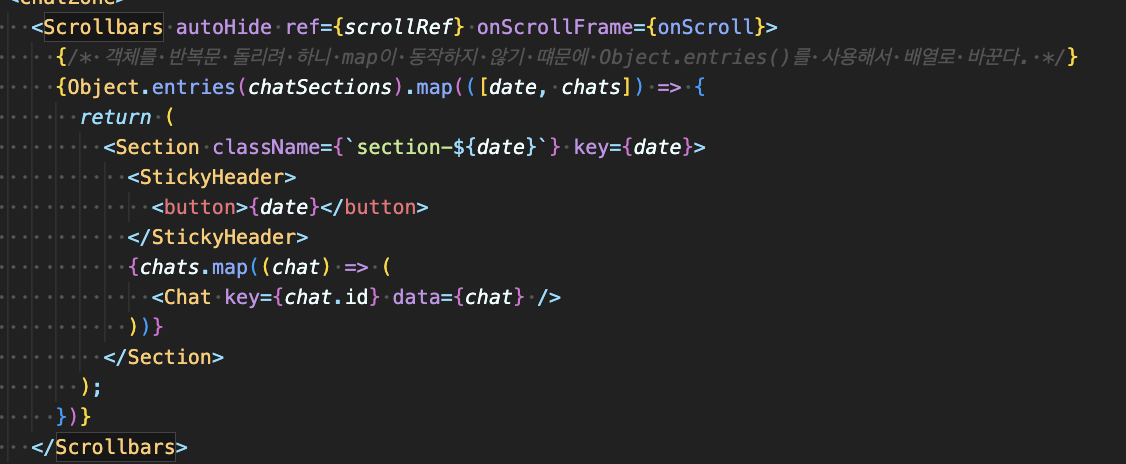 <ChatZone>
<Scrollbars autoHide ref={scrollRef} onScrollFrame={onScroll}>
{/* 객체를 반복문 돌리려 하니 map이 동작하지 않기 때문에 Object.entries()를 사용해서 배열로 바꾼다. */}
{Object.entries(chatSections).map(([date, chats]) => {
return (
<Section className={`section-${date}`} key={date}>
<StickyHeader>
<button>{date}</button>
</StickyHeader>
{chats.map((chat) => (
<Chat key={chat.id} data={chat} />
))}
</Section>
);
})}
</Scrollbars>